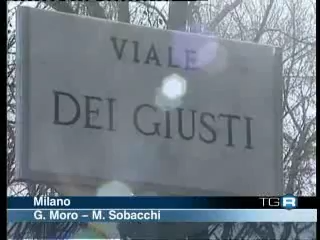 VIALE
DEI GIUSTI
Milano
TGR
G. Moro – M. Sobacchi